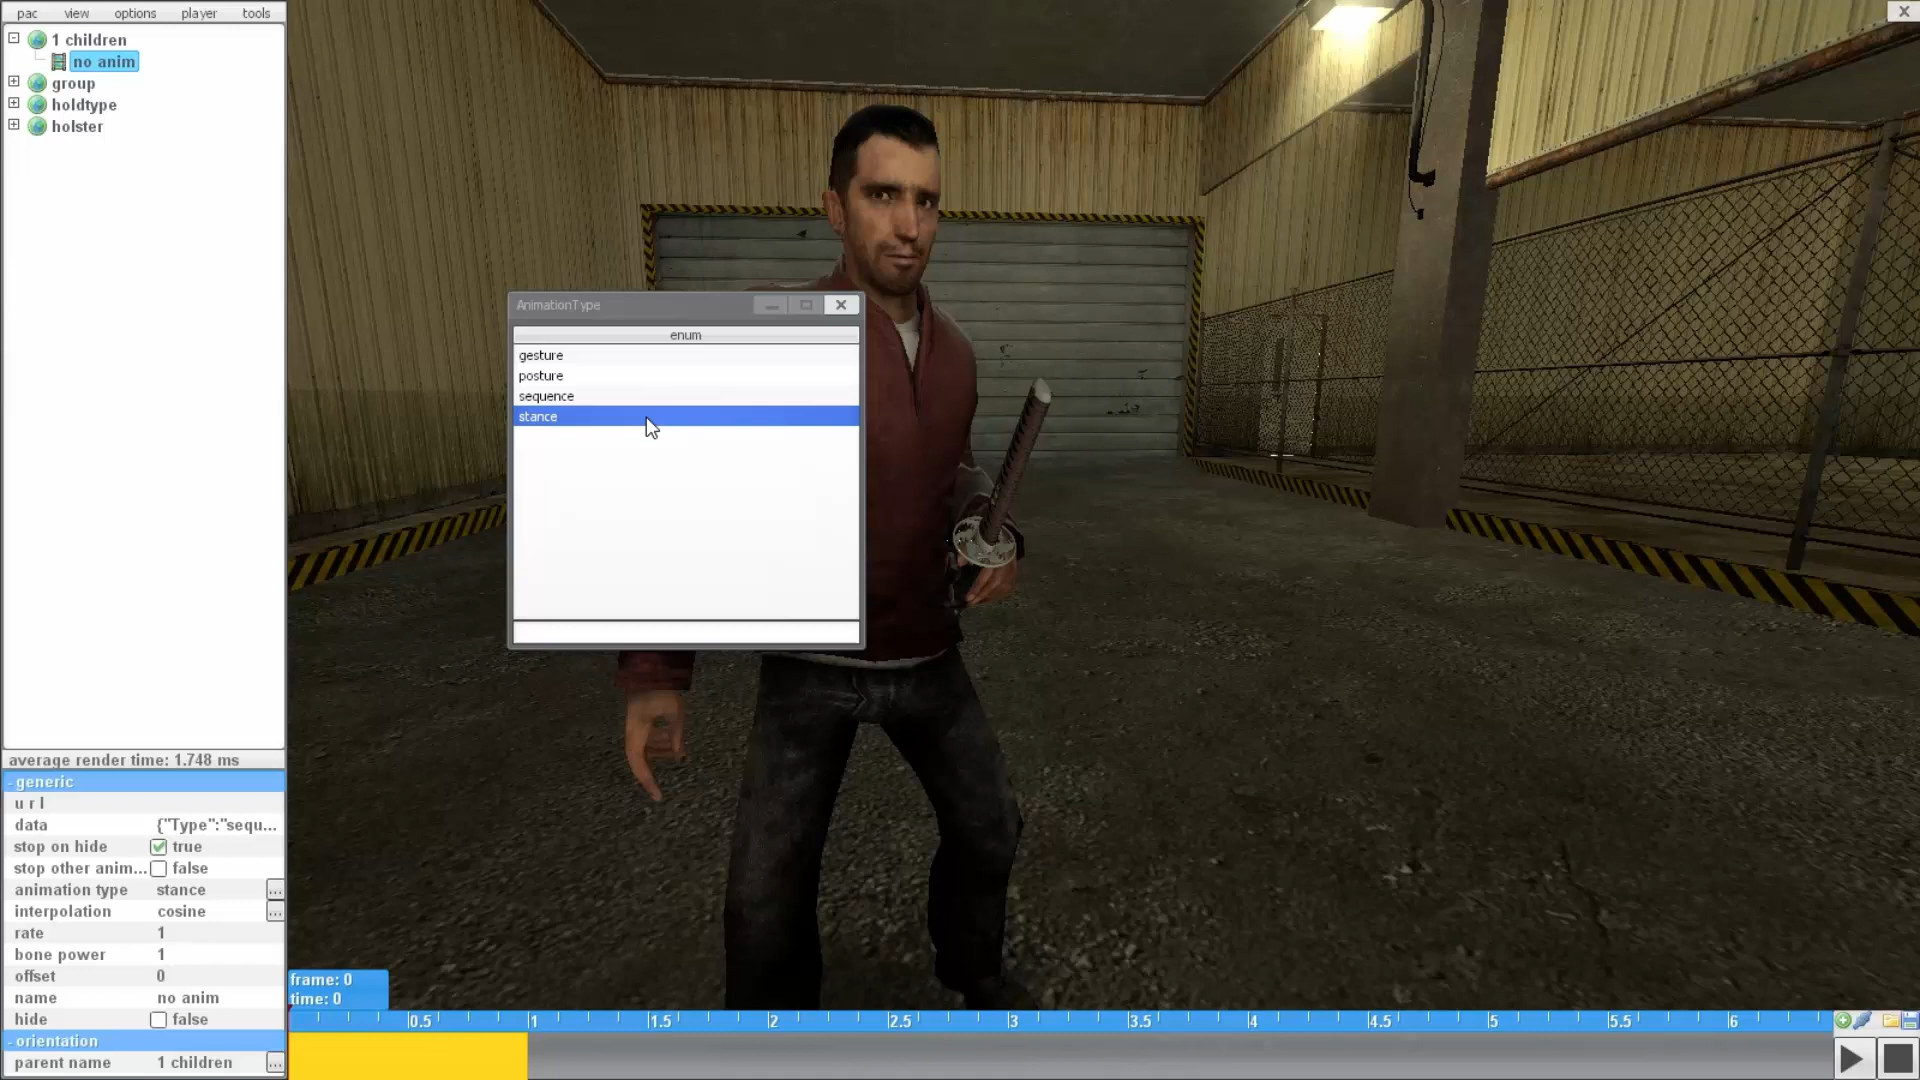 pac view options player tools
1 children
no anim
group
holdtype
holster
AnimationType
enum
gesture
posture
sequence
stance
average render time: 1.748 ms
- generic
u r l
data {"Type":"sequ...
stop on hide true
stop other anim... false
animation type stance ...
interpolation cosine ...
rate 1
bone power 1
offset 0
name no anim
hide false
- orientation
parent name 1 children ...
frame: 0
time: 0
0.5 1 1.5 2 2.5 3 3.5 4 4.5 5 5.5 6